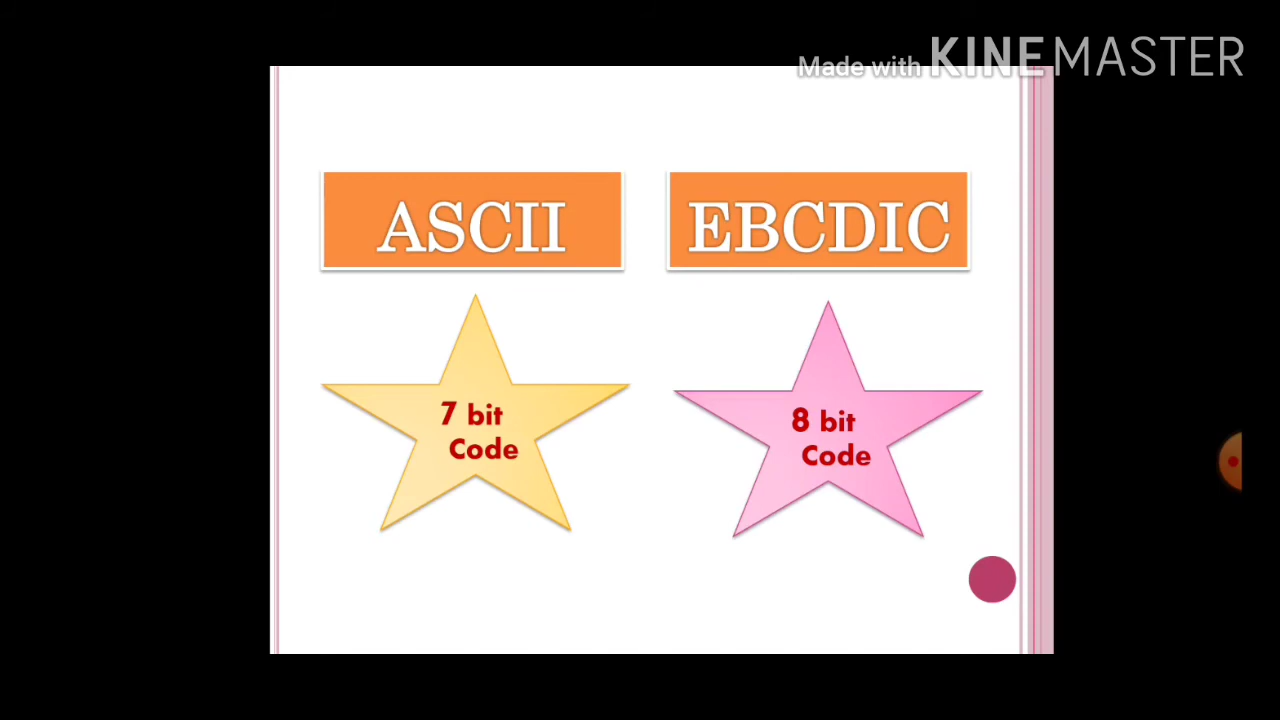 Made with KINEMASTER
ASCII
EBCDIC
7 bit
Code
8 bit
Code